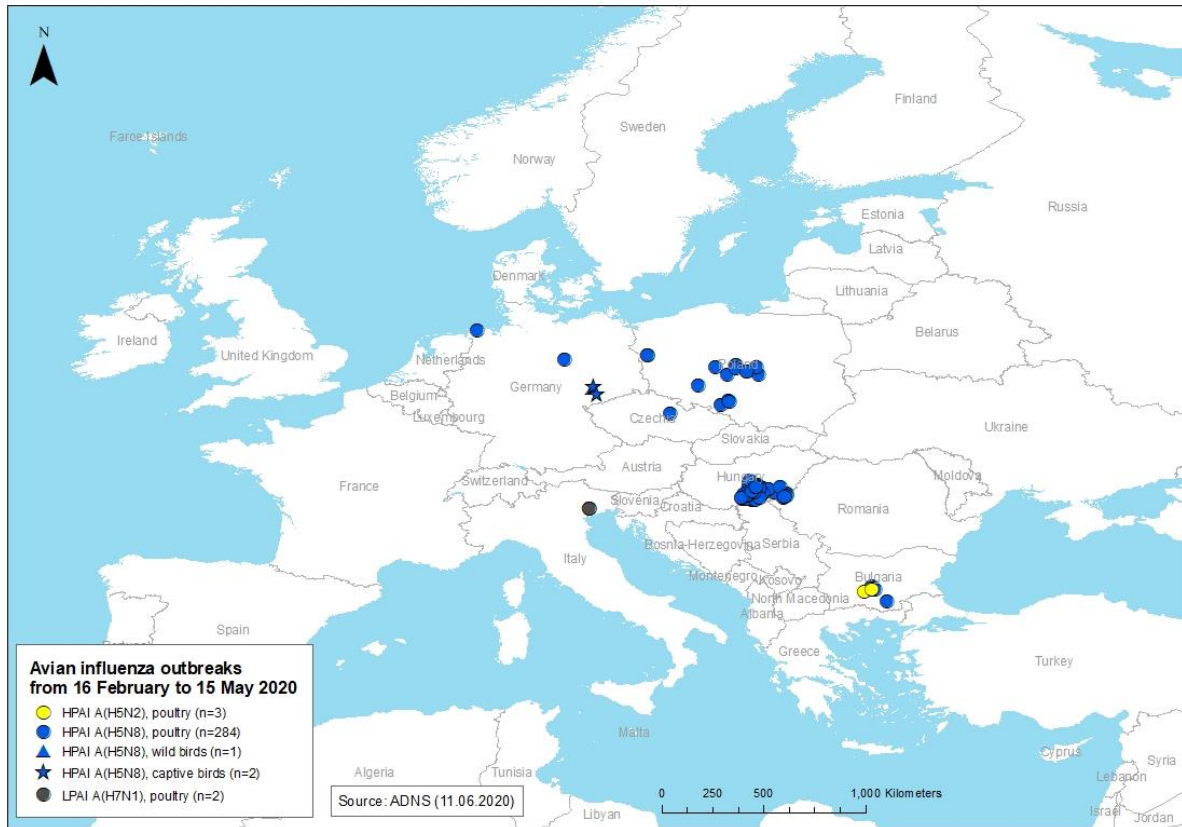 N
Finland
Faroe Islands
Sweden
Norway
Russia
Estonia
Latvia
Denmark
Lithuania
Ireland
United Kingdom
Belarus
Netherlands
Poland
Germany
Belgium
Luxembourg
Czechia
Ukraine
Slovakia
Austria
Moldova
Hungary
France
Switzerland
Slovenia
Croatia
Romania
Bosnia-Herzegovina
Serbia
Italy
Montenegro
Kosovo*
Bulgaria
North Macedonia
Albania
Spain
Greece
Turkey
Malta
Cyprus
Syria
Lebanon
Israel
Jordan
Algeria
Tunisia
Libyan
Avian influenza outbreaks
from 16 February to 15 May 2020
HPAI A(H5N2), poultry (n=3)
HPAI A(H5N8), poultry (n=284)
HPAI A(H5N8), wild birds (n=1)
HPAI A(H5N8), captive birds (n=2)
LPAI A(H7N1), poultry (n=2)
Source: ADNS (11.06.2020)
0 250 500 1,000 Kilometers